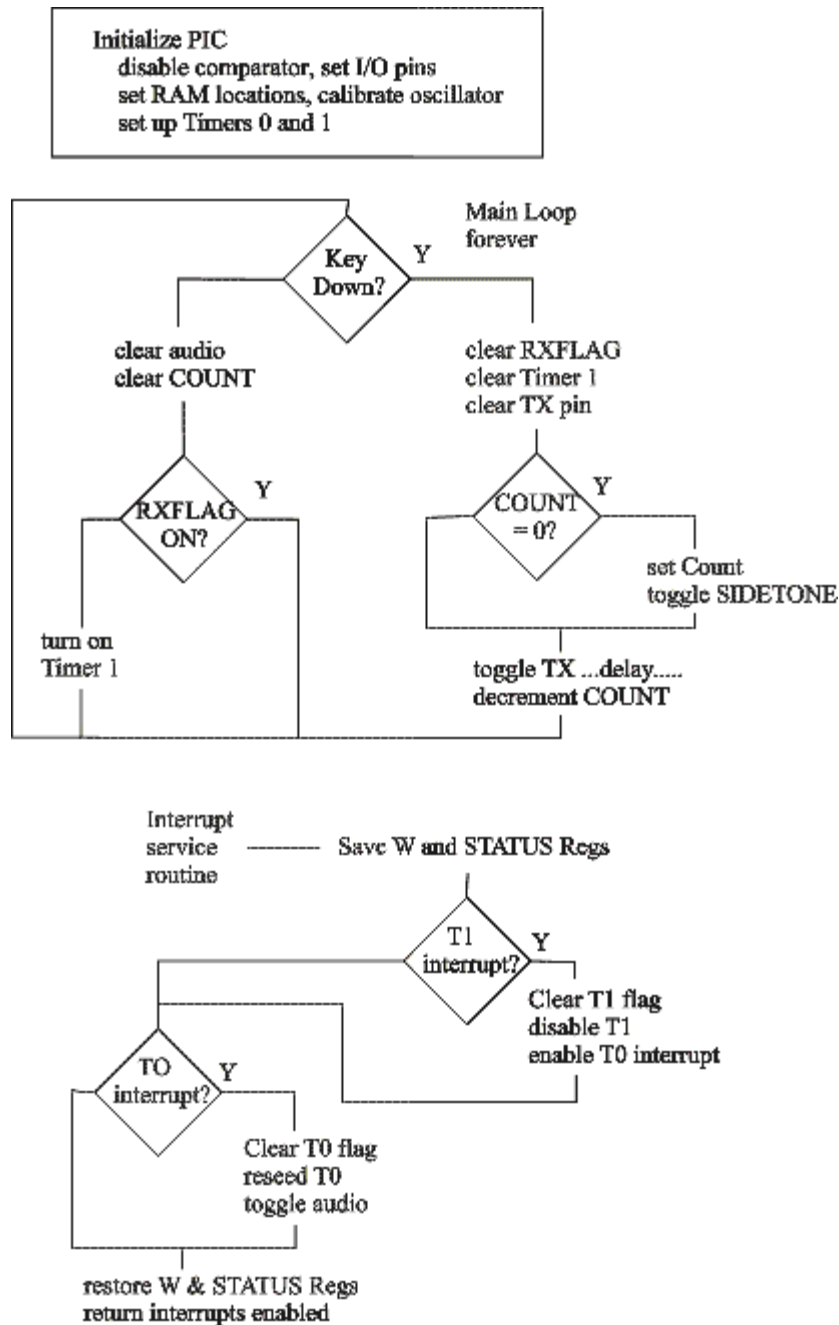 Initialize PIC
disable comparator, set I/O pins
set RAM locations, calibrate oscillator
set up Timers 0 and 1
Main Loop
forever
Key
Down?
Y
clear audio
clear COUNT
clear RXFLAG
clear Timer 1
clear TX pin
RXFLAG
ON?
Y
COUNT
= 0?
Y
set Count
toggle SIDETONE
turn on
Timer 1
toggle TX ...delay.....
decrement COUNT
Interrupt
service
routine
Save W and STATUS Regs
T1
interrupt?
Y
Clear T1 flag
disable T1
enable T0 interrupt
TO
interrupt?
Y
Clear T0 flag
reseed T0
toggle audio
restore W & STATUS Regs
return interrupts enabled